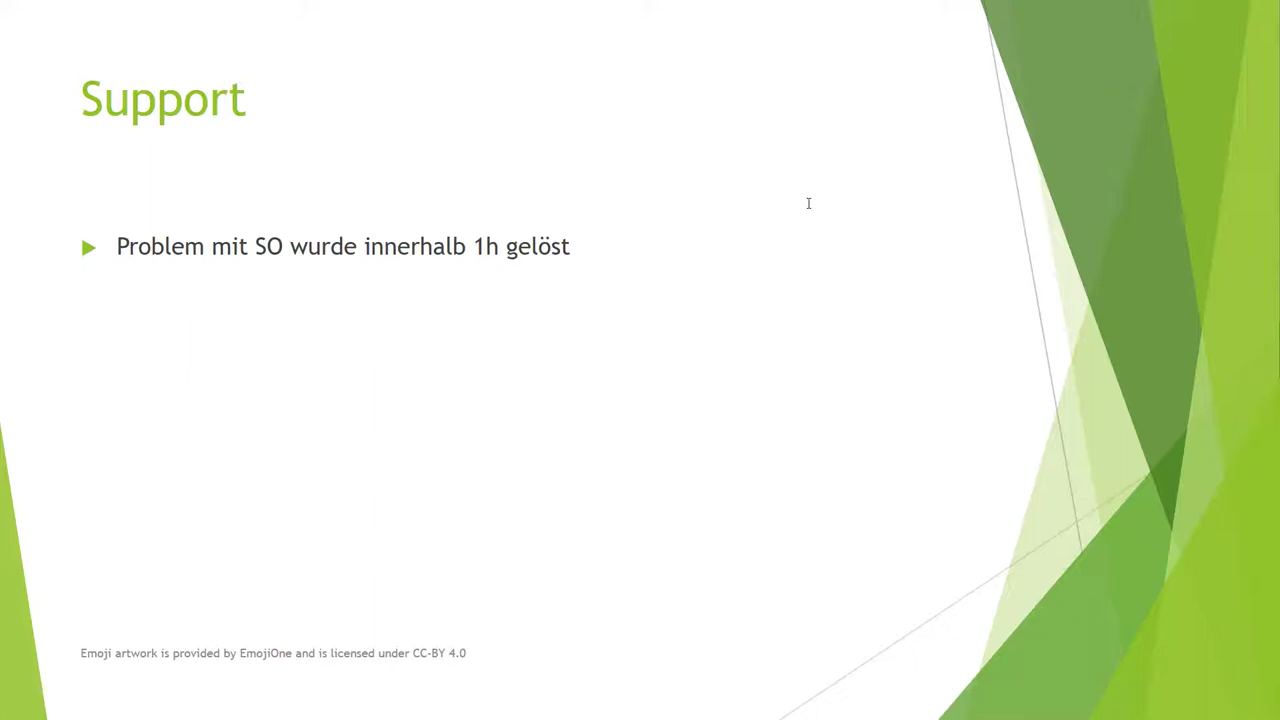 Support
Problem mit SO wurde innerhalb 1h gelöst
Emoji artwork is provided by EmojiOne and is licensed under CC-BY 4.0